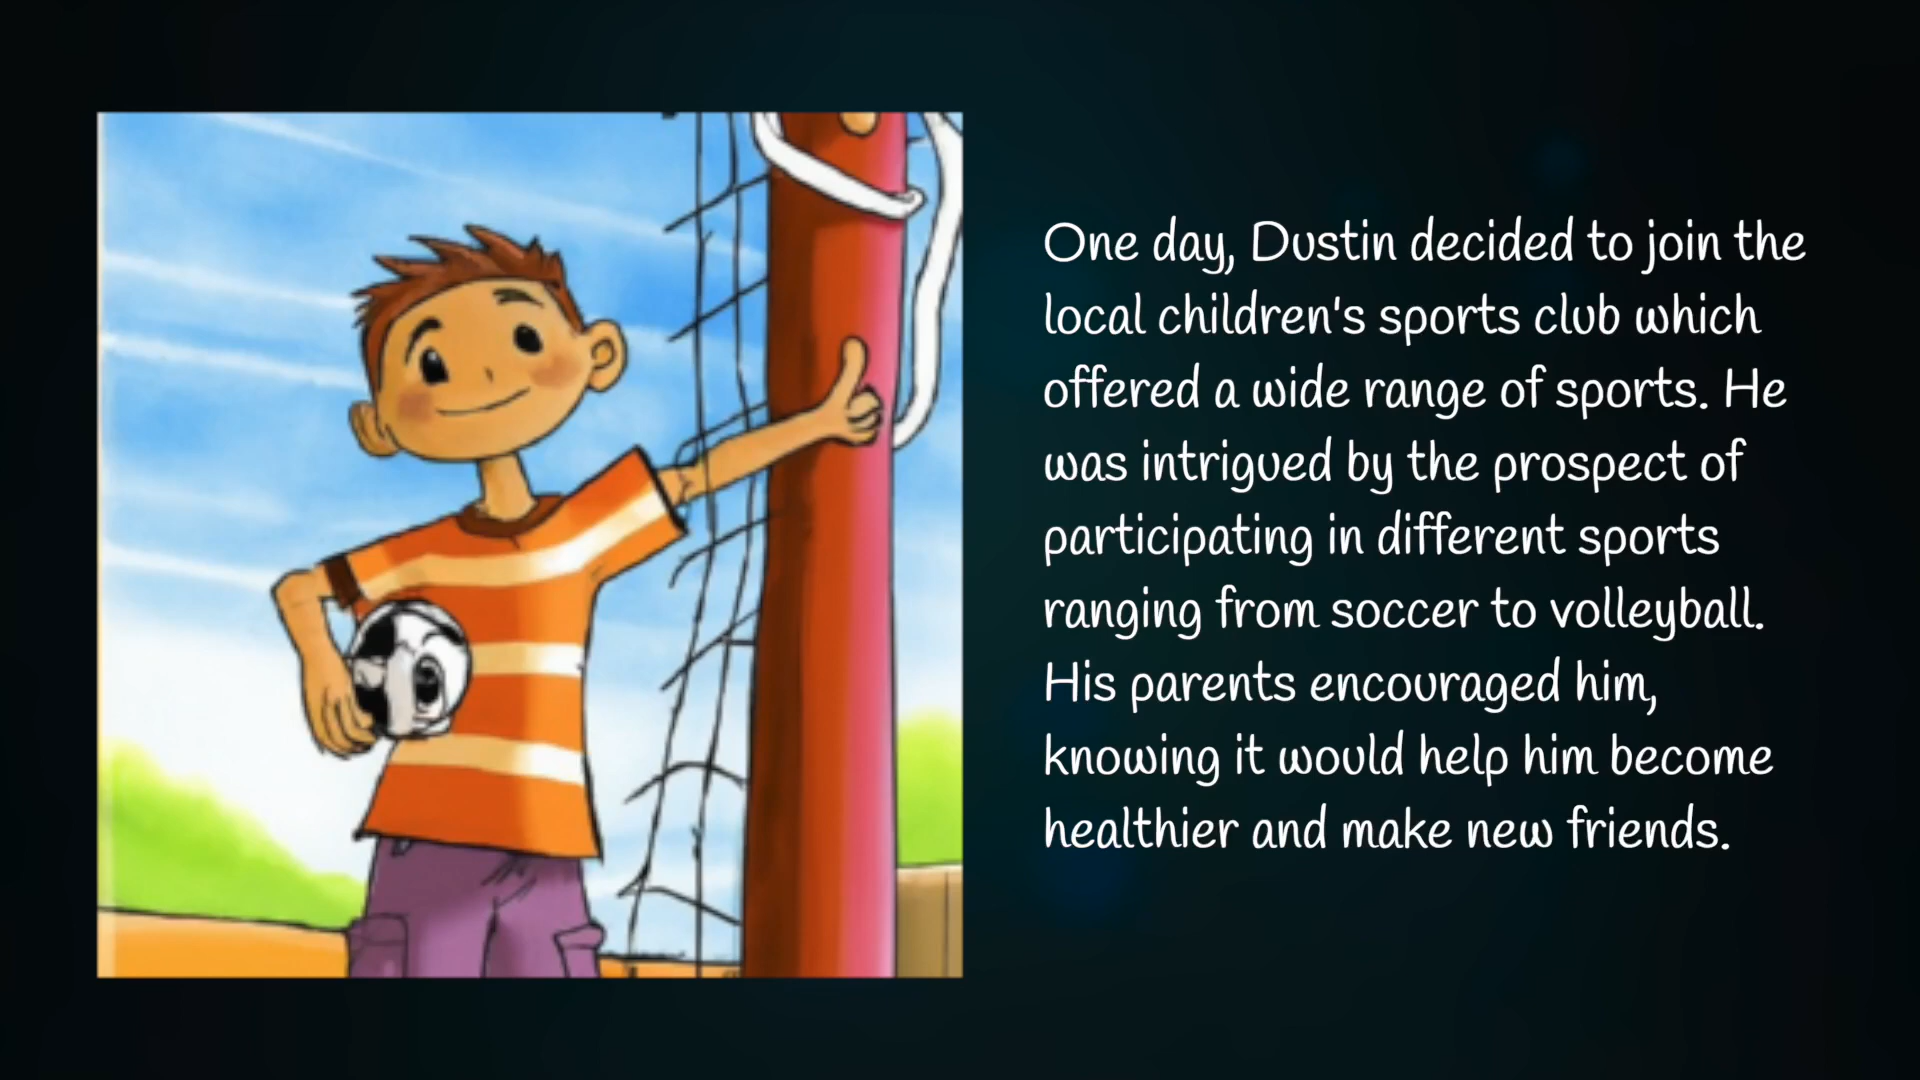 One day, Dustin decided to join the
local children's sports club which
offered a wide range of sports. He
was intrigued by the prospect of
participating in different sports
ranging from soccer to volleyball.
His parents encouraged him,
knowing it would help him become
healthier and make new friends.